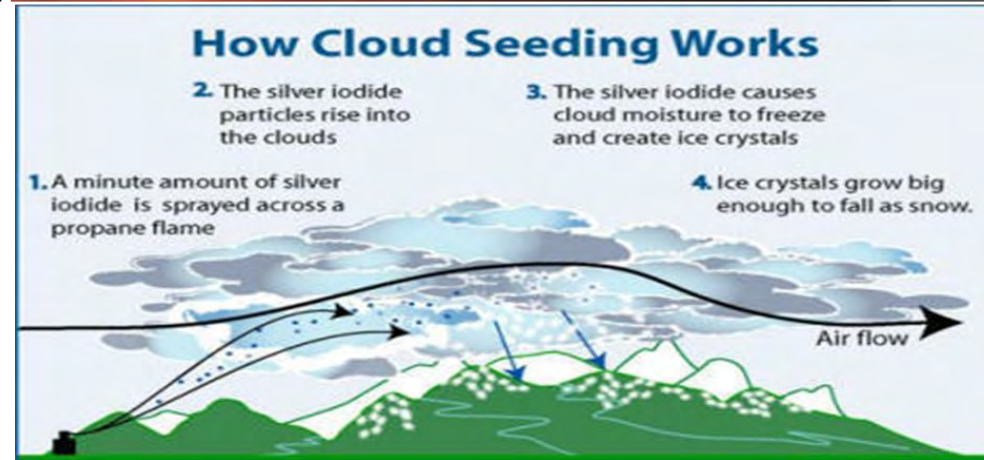 How Cloud Seeding Works
1. A minute amount of silver
iodide is sprayed across a
propane flame
2. The silver iodide
particles rise into
the clouds
3. The silver iodide causes
cloud moisture to freeze
and create ice crystals
4. Ice crystals grow big
enough to fall as snow.
Air flow